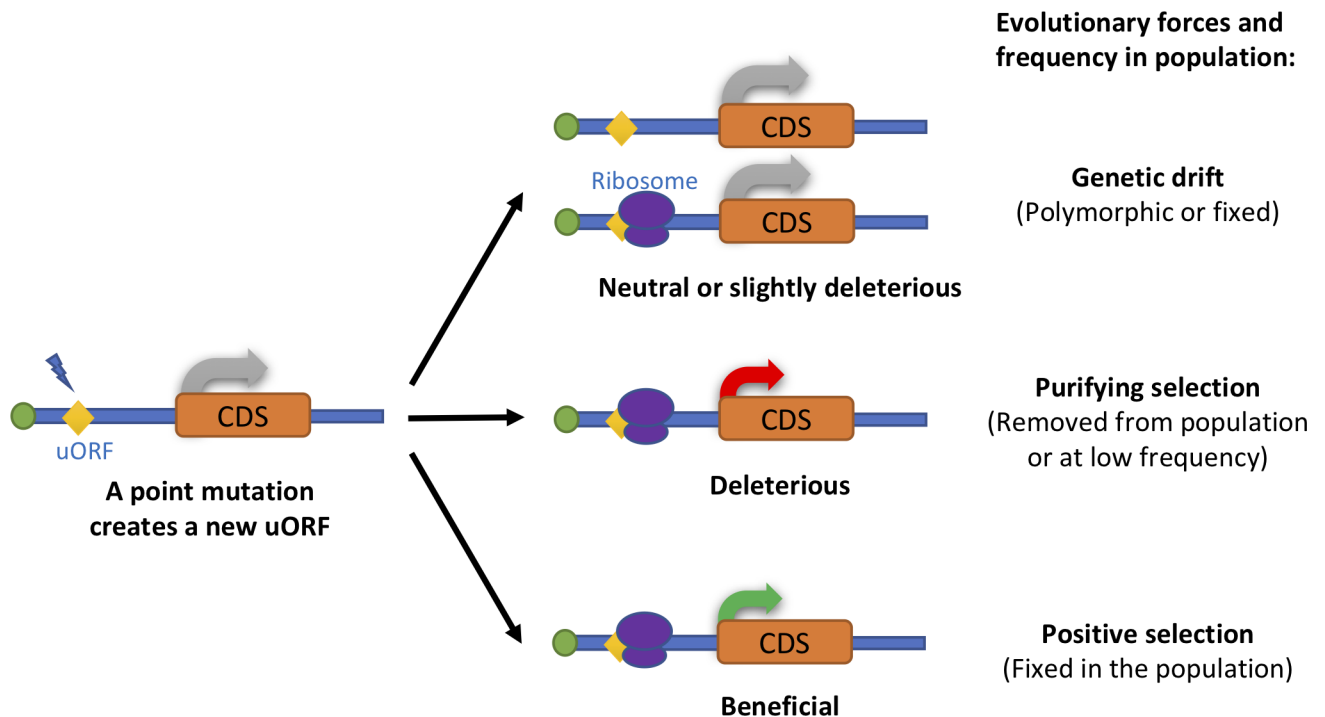 Evolutionary forces and
frequency in population:
CDS
Ribosome
CDS
Genetic drift
(Polymorphic or fixed)
Neutral or slightly deleterious
uORF
CDS
A point mutation
creates a new uORF
CDS
Deleterious
Purifying selection
(Removed from population
or at low frequency)
CDS
Beneficial
Positive selection
(Fixed in the population)